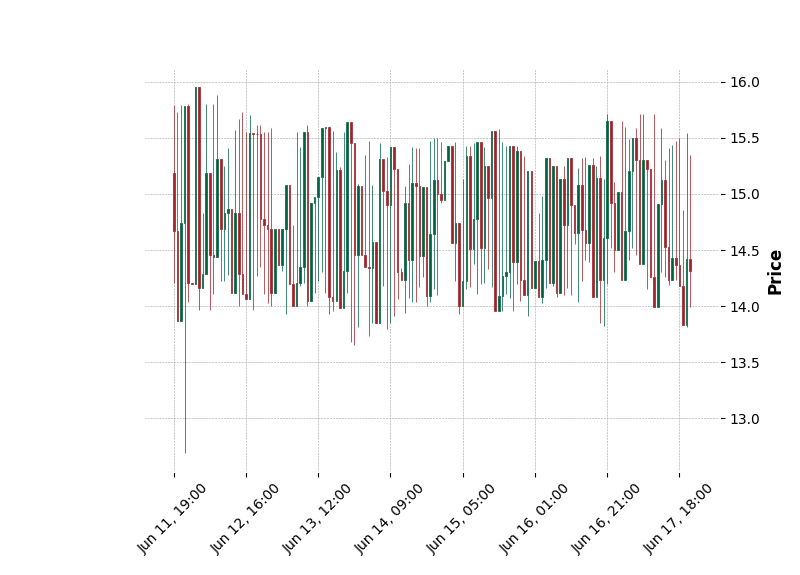 16.0
15.5
15.0
14.5
14.0
13.5
13.0
Price
Jun 11, 19:00
Jun 12, 16:00
Jun 13, 12:00
Jun 14, 09:00
Jun 15, 05:00
Jun 16, 01:00
Jun 16, 21:00
Jun 17, 18:00